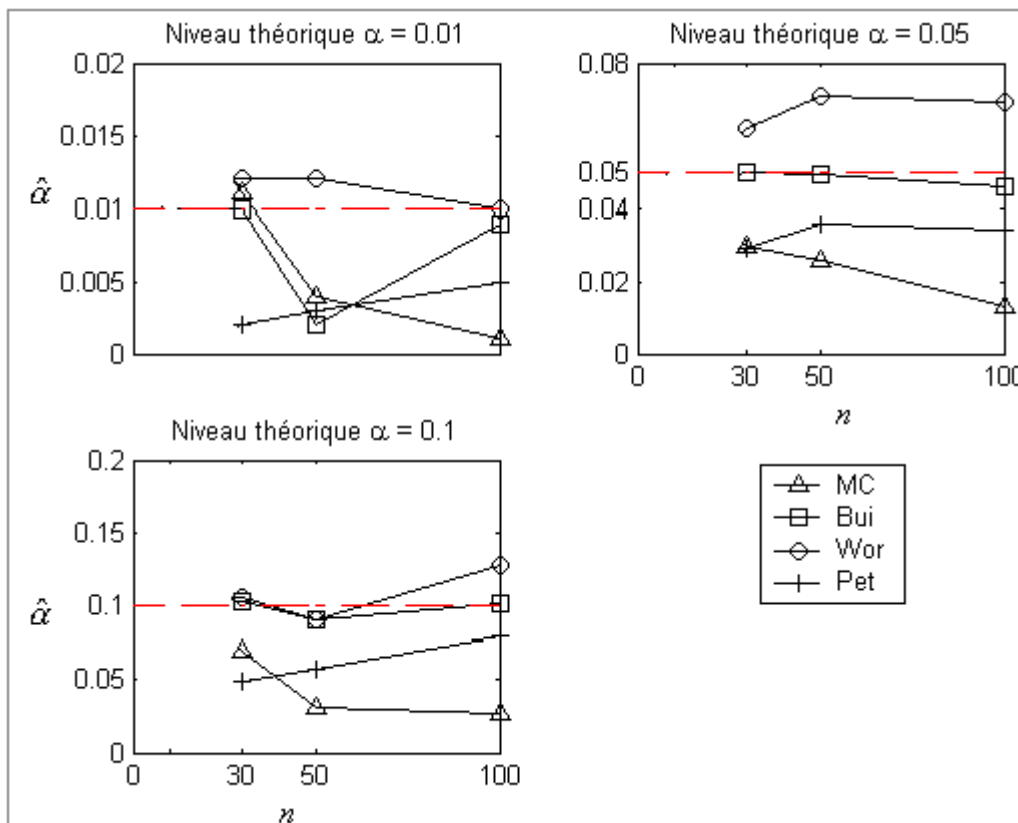 Niveau théorique α = 0.01
0.02
0.015
0.01
0.005
0
α̂
Niveau théorique α = 0.05
0.08
0.05
0.04
0.02
0
0 30 50 100
n
Niveau théorique α = 0.1
0.2
0.15
0.1
0.05
0
α̂
0 30 50 100
n
MC
Bui
Wor
Pet